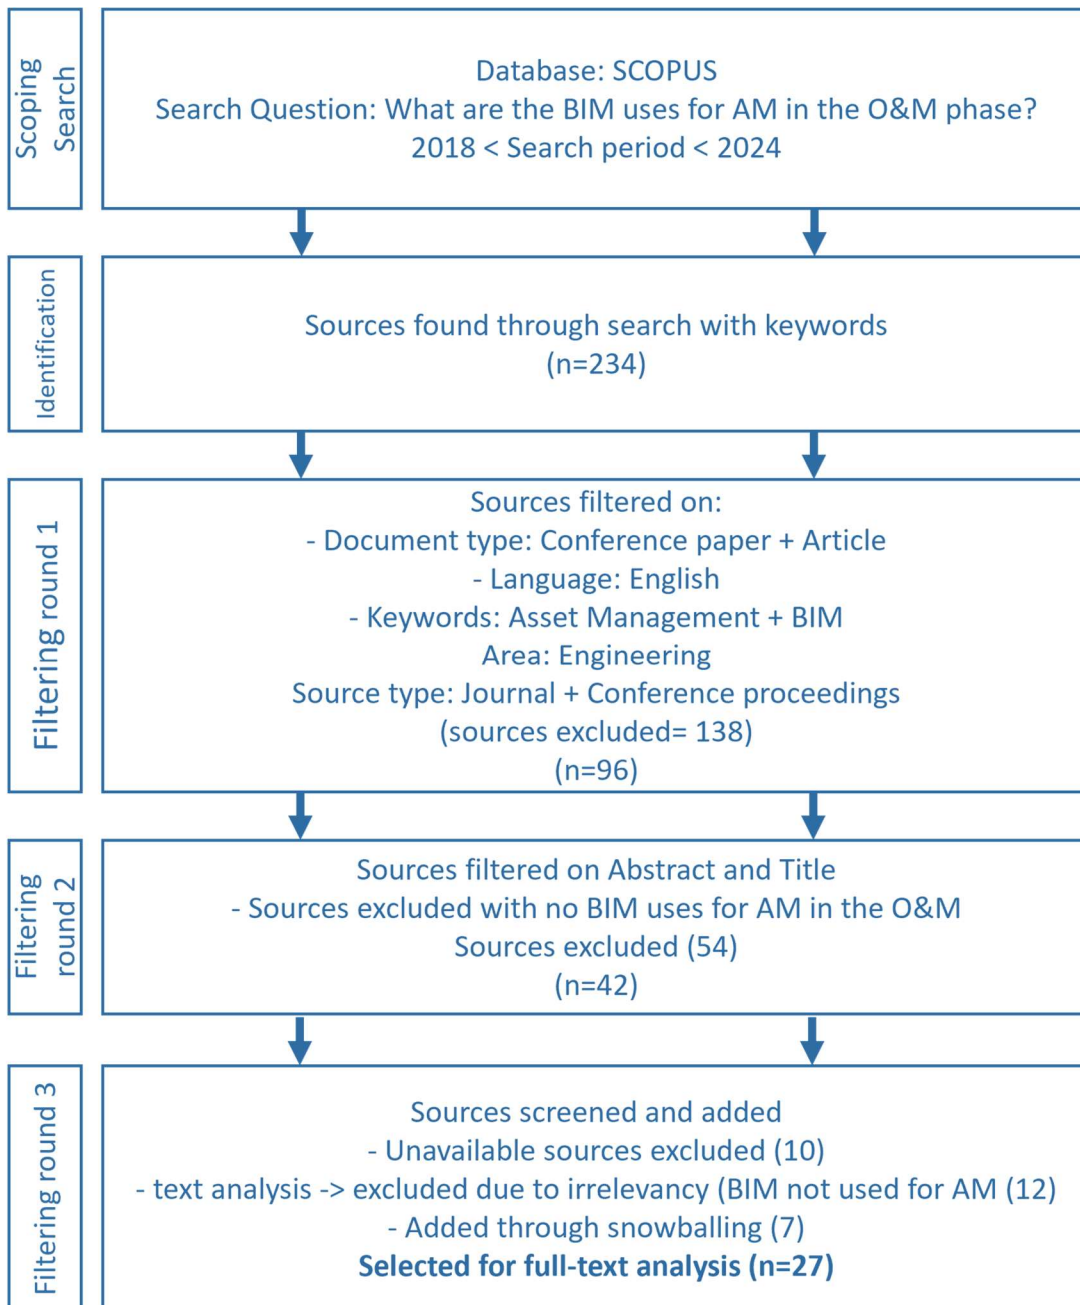 Scoping
Search
Database: SCOPUS
Search Question: What are the BIM uses for AM in the O&M phase?
2018 < Search period < 2024
Identification
Sources found through search with keywords
(n=234)
Filtering round 1
Sources filtered on:
- Document type: Conference paper + Article
- Language: English
- Keywords: Asset Management + BIM
Area: Engineering
Source type: Journal + Conference proceedings
(sources excluded= 138)
(n=96)
Filtering
round 2
Sources filtered on Abstract and Title
- Sources excluded with no BIM uses for AM in the O&M
Sources excluded (54)
(n=42)
Filtering round 3
Sources screened and added
- Unavailable sources excluded (10)
- text analysis -> excluded due to irrelevancy (BIM not used for AM (12)
- Added through snowballing (7)
Selected for full-text analysis (n=27)